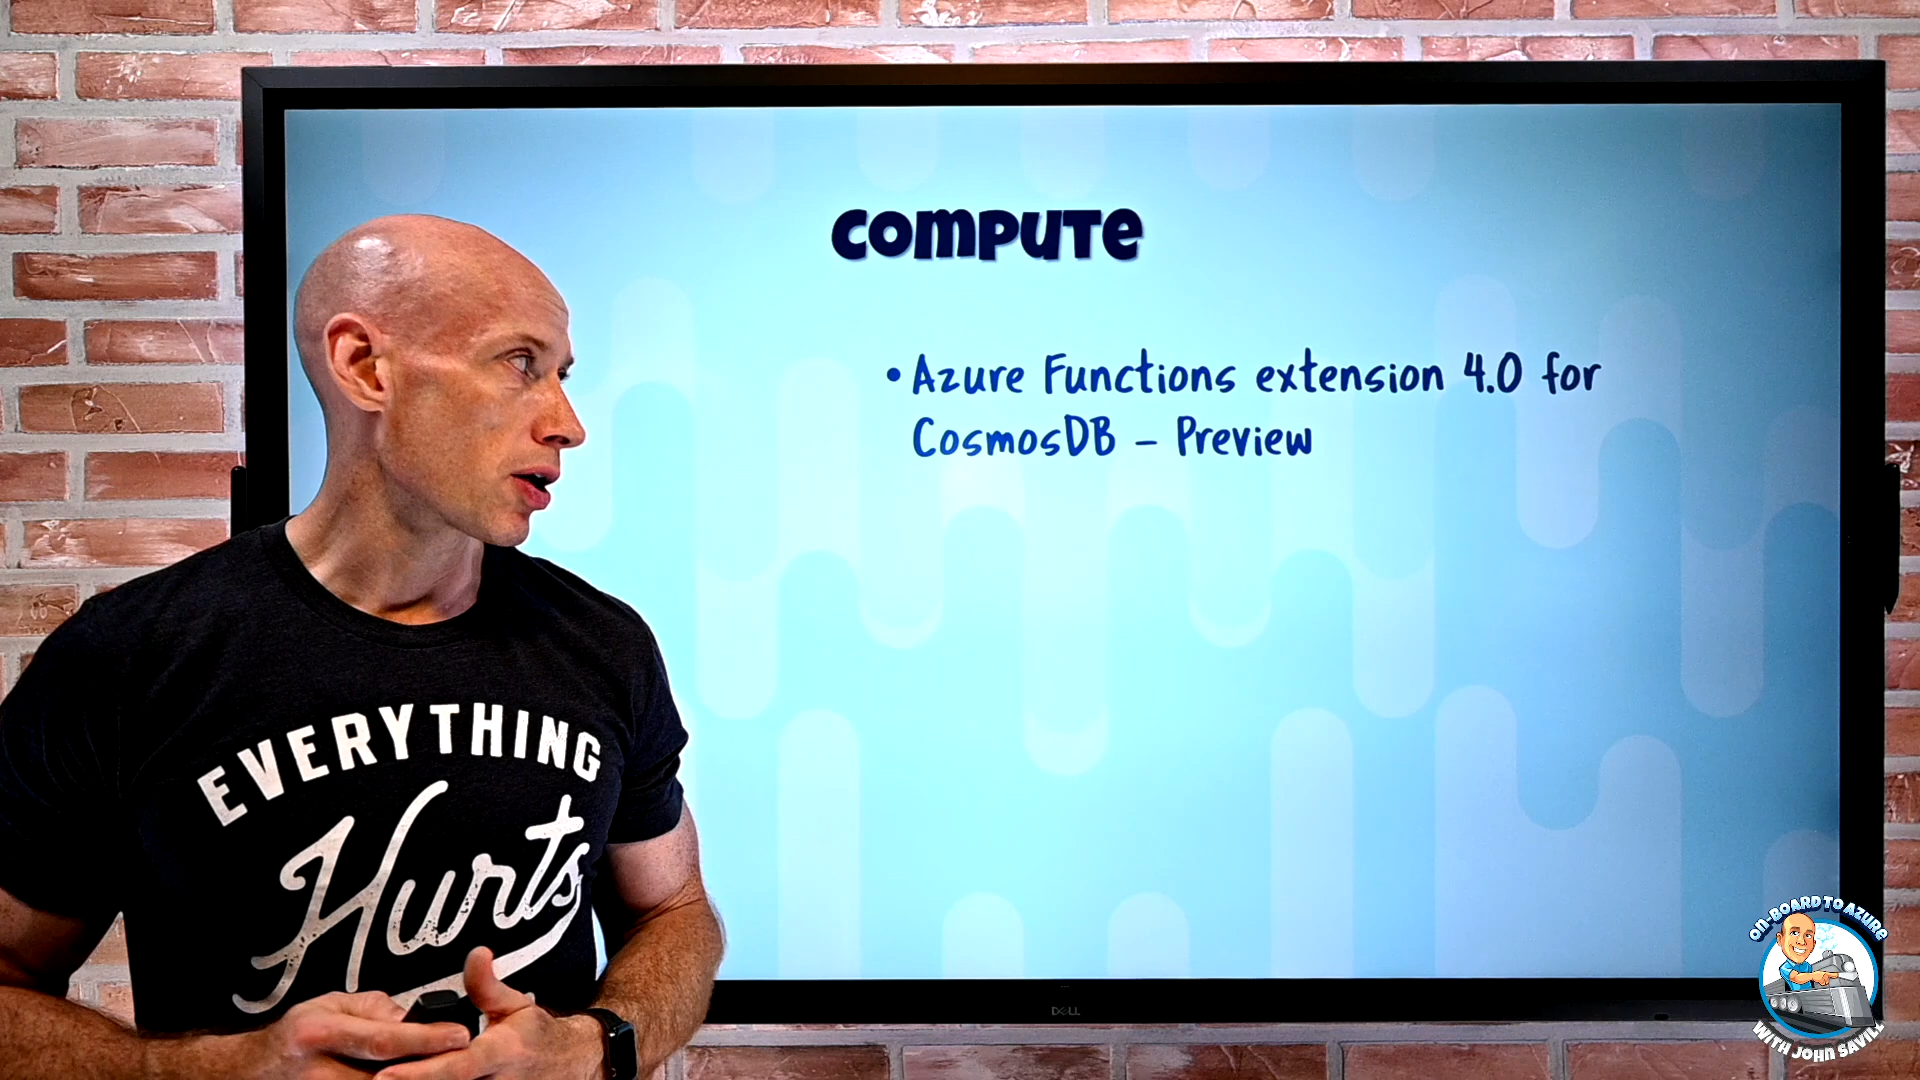 COMPUTE
• Azure Functions extension 4.0 for
CosmosDB – Preview
EVERYTHING
Hurts
DELL
ON-BOARD TO AZURE
WITH JOHN SAVILL